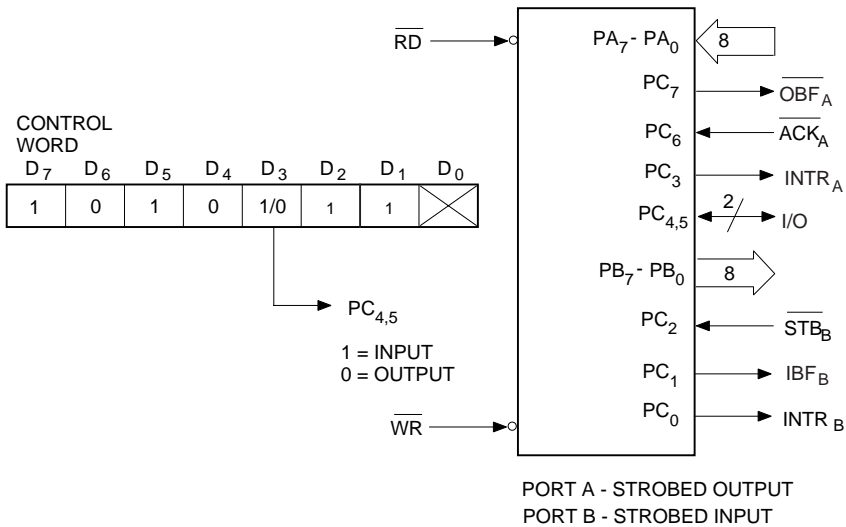 RD
PA7 - PA0
8
PC7
OBFA
CONTROL
WORD
PC6
ACKA
D7 D6 D5 D4 D3 D2 D1 D0
PC3
INTRA
1 0 1 0 1/0 1 1
PC4,5
2
I/O
PB7 - PB0
8
PC4,5
PC2
STBB
1 = INPUT
0 = OUTPUT
PC1
IBFB
WR
PC0
INTR B
PORT A - STROBED OUTPUT
PORT B - STROBED INPUT